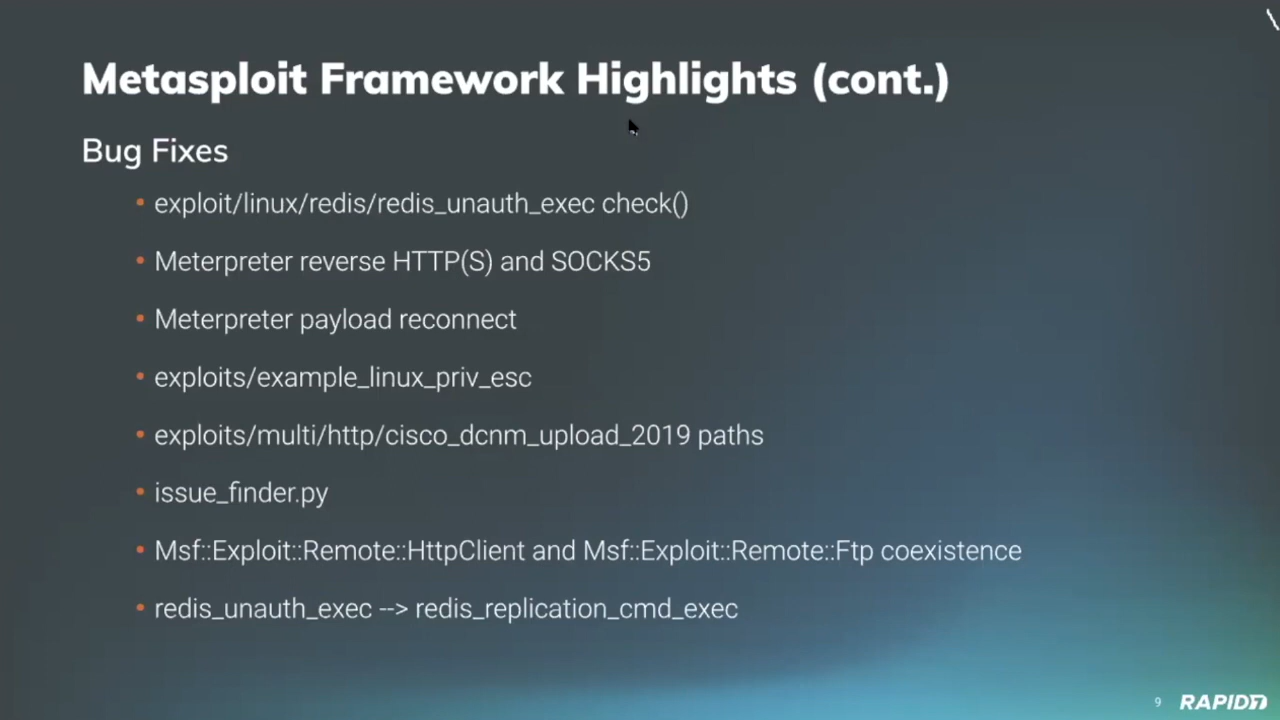 Metasploit Framework Highlights (cont.)
Bug Fixes
• exploit/linux/redis/redis_unauth_exec check()
• Meterpreter reverse HTTP(S) and SOCKS5
• Meterpreter payload reconnect
• exploits/example_linux_priv_esc
• exploits/multi/http/cisco_dcnm_upload_2019 paths
• issue_finder.py
• Msf::Exploit::Remote::HttpClient and Msf::Exploit::Remote::Ftp coexistence
• redis_unauth_exec --> redis_replication_cmd_exec
9 RAPID7